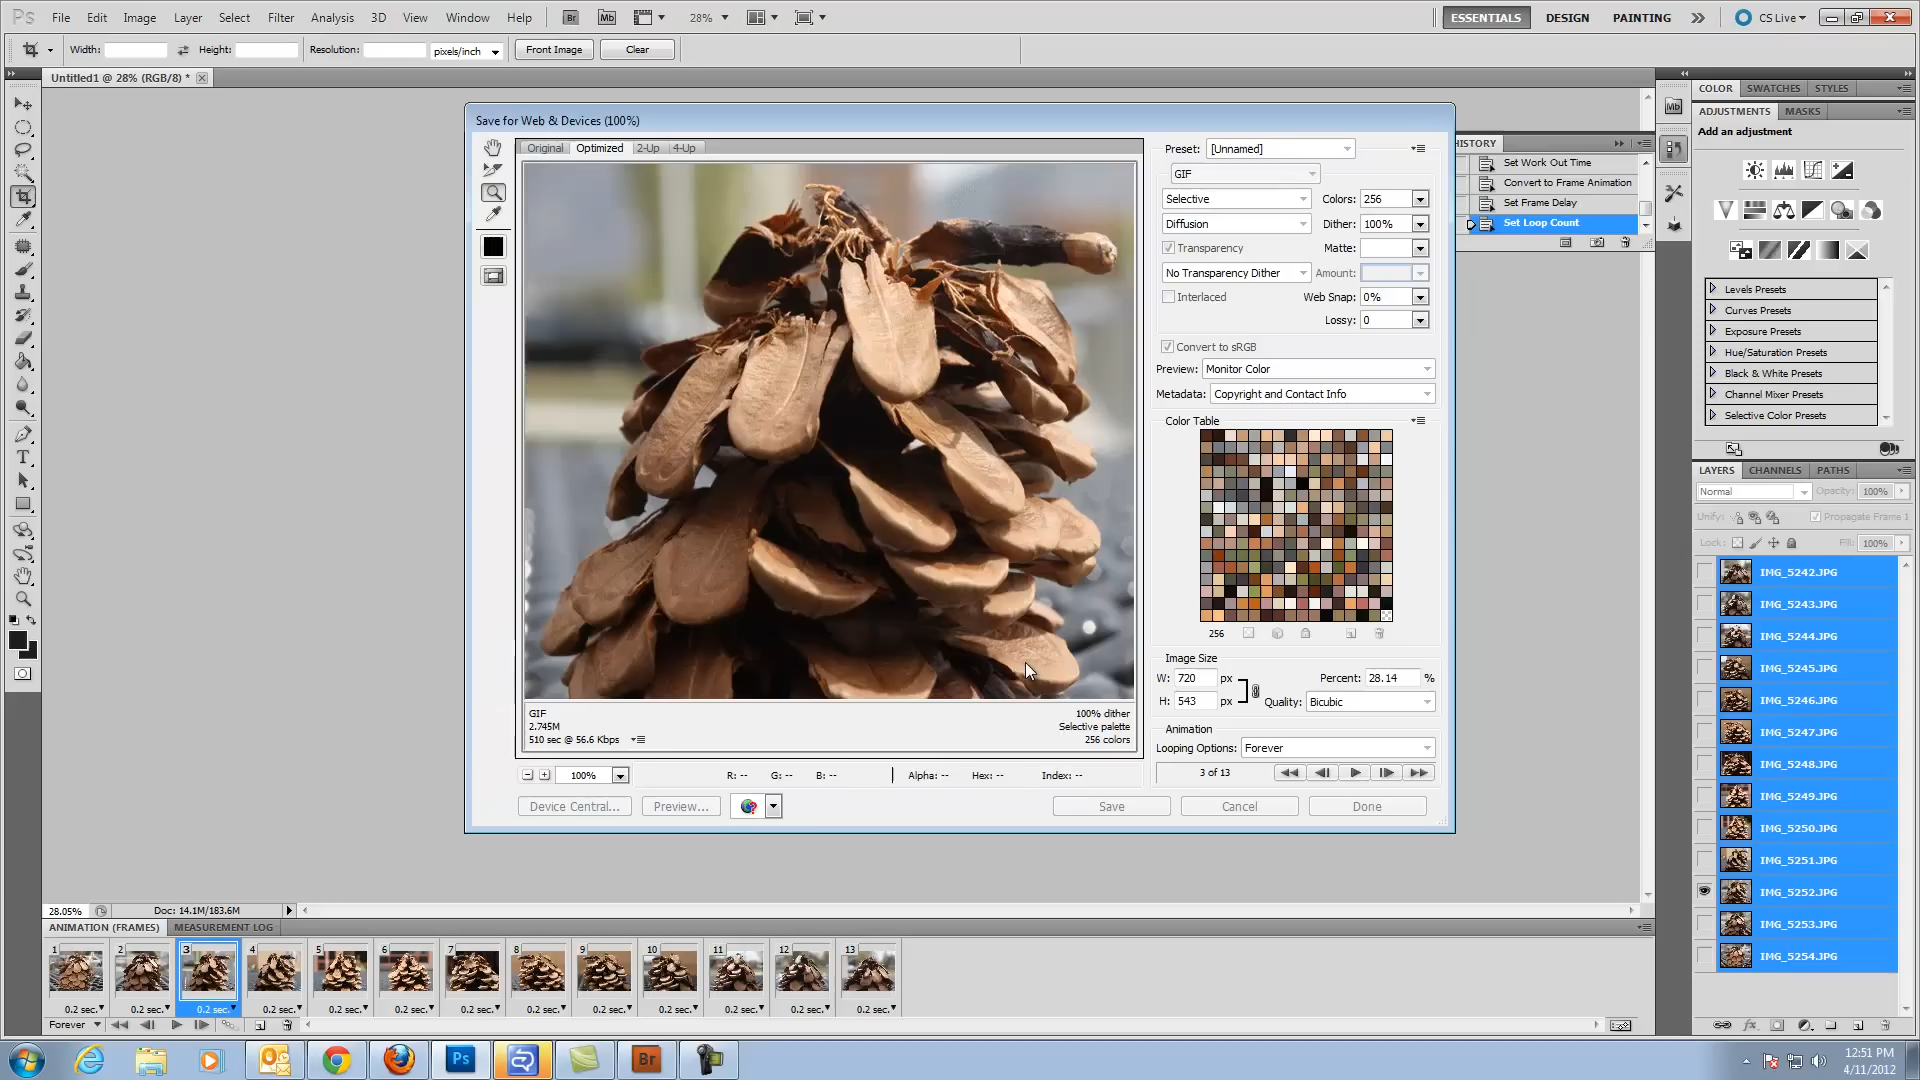 Ps File Edit Image Layer Select Filter Analysis 3D View Window Help Br Mb 28% ESSENTIALS DESIGN PAINTING CS Live
Width: Height: Resolution: pixels/inch Front Image Clear
Untitled1 @ 28% (RGB/8) *
Save for Web & Devices (100%)
Original Optimized 2-Up 4-Up
Preset: [Unnamed]
GIF
Selective Colors: 256
Diffusion Dither: 100%
Transparency Matte:
No Transparency Dither Amount:
Interlaced Web Snap: 0%
Lossy: 0
Convert to sRGB
Preview: Monitor Color
Metadata: Copyright and Contact Info
Color Table
256
Image Size
W: 720 px Percent: 28.14 %
H: 543 px Quality: Bicubic
Animation
Looping Options: Forever
3 of 13
GIF 100% dither
2.745M Selective palette
510 sec @ 56.6 Kbps 256 colors
100% R: -- G: -- B: -- Alpha: -- Hex: -- Index: --
Device Central... Preview... Save Cancel Done
HISTORY
Set Work Out Time
Convert to Frame Animation
Set Frame Delay
Set Loop Count
Mb
COLOR SWATCHES STYLES
ADJUSTMENTS MASKS
Add an adjustment
Levels Presets
Curves Presets
Exposure Presets
Hue/Saturation Presets
Black & White Presets
Channel Mixer Presets
Selective Color Presets
LAYERS CHANNELS PATHS
Normal Opacity: 100%
Unify: Propagate Frame 1
Lock: Fill: 100%
IMG_5242.JPG
IMG_5243.JPG
IMG_5244.JPG
IMG_5245.JPG
IMG_5246.JPG
IMG_5247.JPG
IMG_5248.JPG
IMG_5249.JPG
IMG_5250.JPG
IMG_5251.JPG
IMG_5252.JPG
IMG_5253.JPG
IMG_5254.JPG
28.05% Doc: 14.1M/183.6M
ANIMATION (FRAMES) MEASUREMENT LOG
1 2 3 4 5 6 7 8 9 10 11 12 13
0.2 sec. 0.2 sec. 0.2 sec. 0.2 sec. 0.2 sec. 0.2 sec. 0.2 sec. 0.2 sec. 0.2 sec. 0.2 sec. 0.2 sec. 0.2 sec. 0.2 sec.
Forever
Ps Br
12:51 PM
4/11/2012